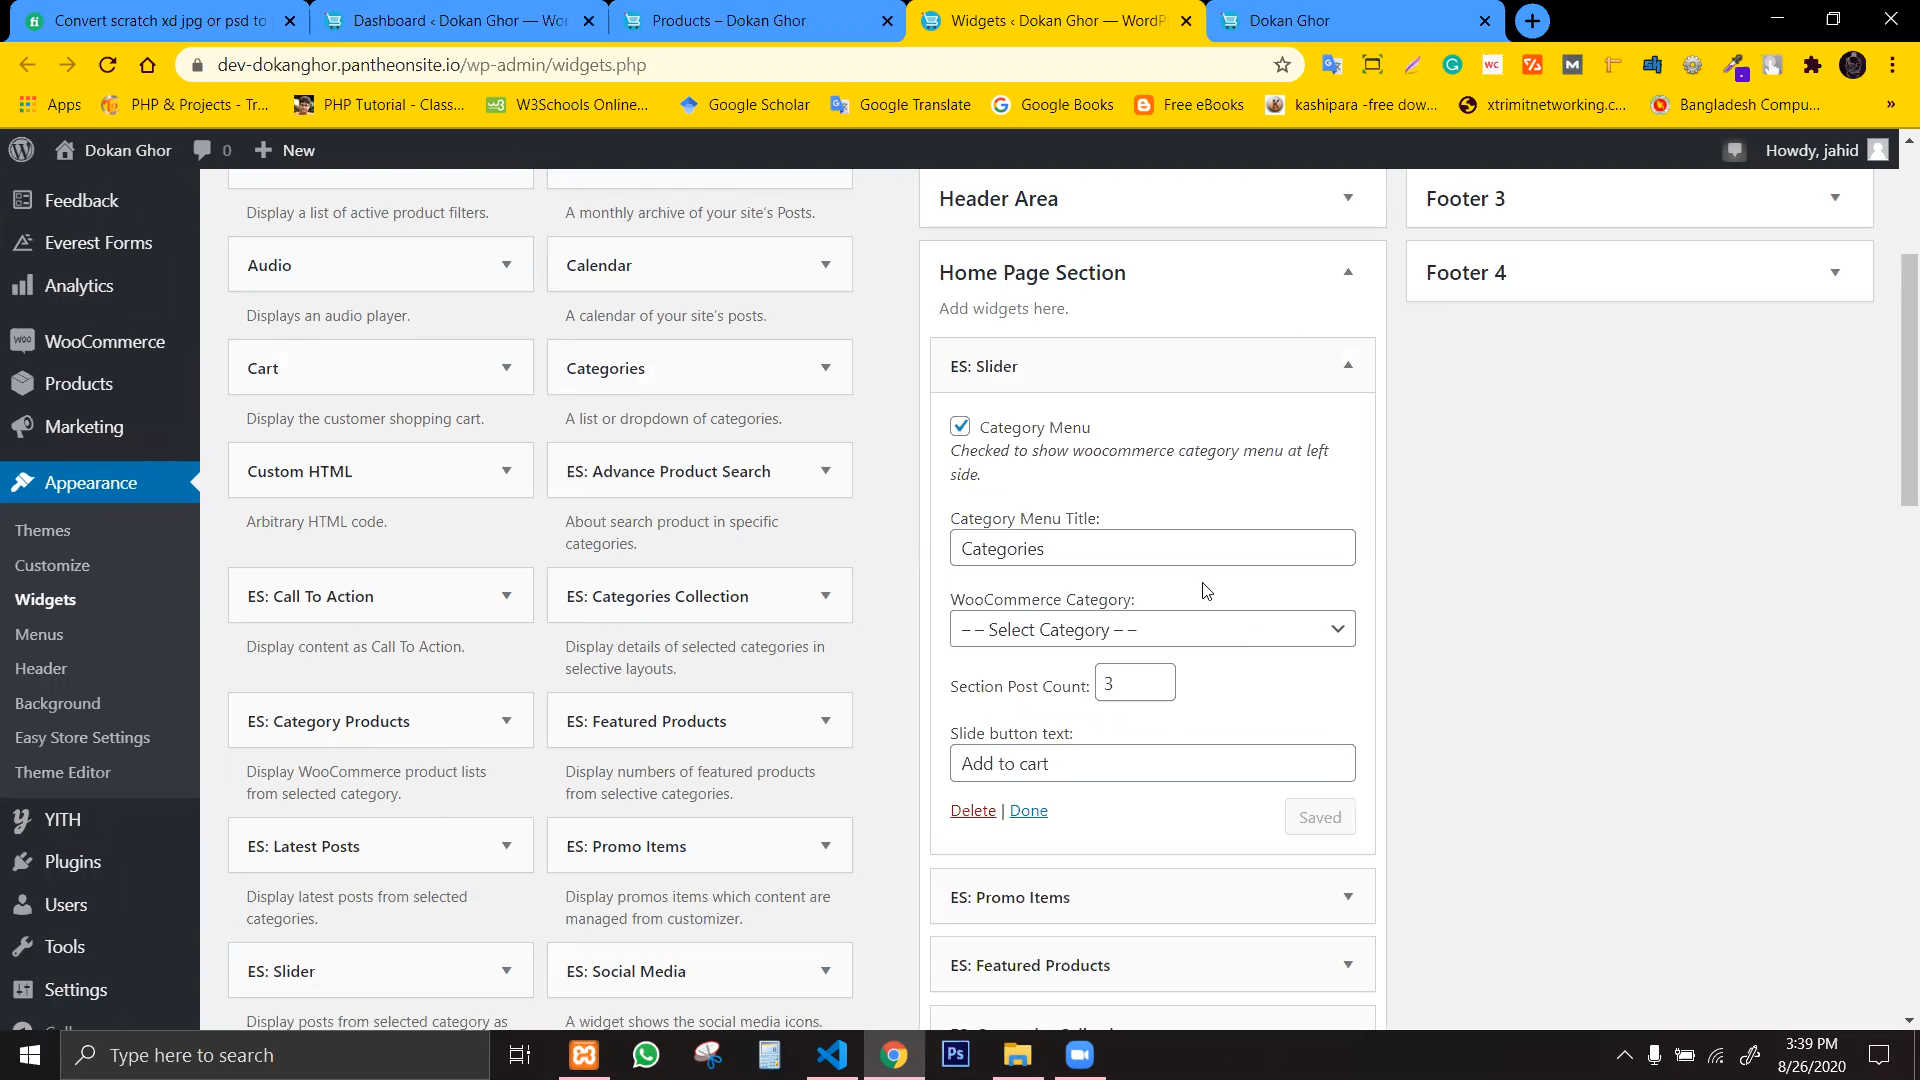 Convert scratch xd jpg or psd to
Dashboard ‹ Dokan Ghor — Wor
Products – Dokan Ghor
Widgets ‹ Dokan Ghor — WordP
Dokan Ghor
dev-dokanghor.pantheonsite.io/wp-admin/widgets.php
Apps
PHP & Projects - Tr...
PHP Tutorial - Class...
W3Schools Online...
Google Scholar
Google Translate
Google Books
Free eBooks
kashipara -free dow...
xtrimitnetworking.c...
Bangladesh Compu...
»
Dokan Ghor
0
New
Howdy, jahid
Feedback
Everest Forms
Analytics
WooCommerce
Products
Marketing
Appearance
Themes
Customize
Widgets
Menus
Header
Background
Easy Store Settings
Theme Editor
YITH
Plugins
Users
Tools
Settings
Display a list of active product filters.
A monthly archive of your site's Posts.
Audio
Calendar
Displays an audio player.
A calendar of your site's posts.
Cart
Categories
Display the customer shopping cart.
A list or dropdown of categories.
Custom HTML
ES: Advance Product Search
Arbitrary HTML code.
About search product in specific
categories.
ES: Call To Action
ES: Categories Collection
Display content as Call To Action.
Display details of selected categories in
selective layouts.
ES: Category Products
ES: Featured Products
Display WooCommerce product lists
from selected category.
Display numbers of featured products
from selective categories.
ES: Latest Posts
ES: Promo Items
Display latest posts from selected
categories.
Display promos items which content are
managed from customizer.
ES: Slider
ES: Social Media
Display posts from selected category as
A widget shows the social media icons.
Header Area
Home Page Section
Add widgets here.
ES: Slider
Category Menu
Checked to show woocommerce category menu at left
side.
Category Menu Title:
Categories
WooCommerce Category:
– – Select Category – –
Section Post Count:
3
Slide button text:
Add to cart
Delete | Done
Saved
ES: Promo Items
ES: Featured Products
Footer 3
Footer 4
Type here to search
3:39 PM
8/26/2020